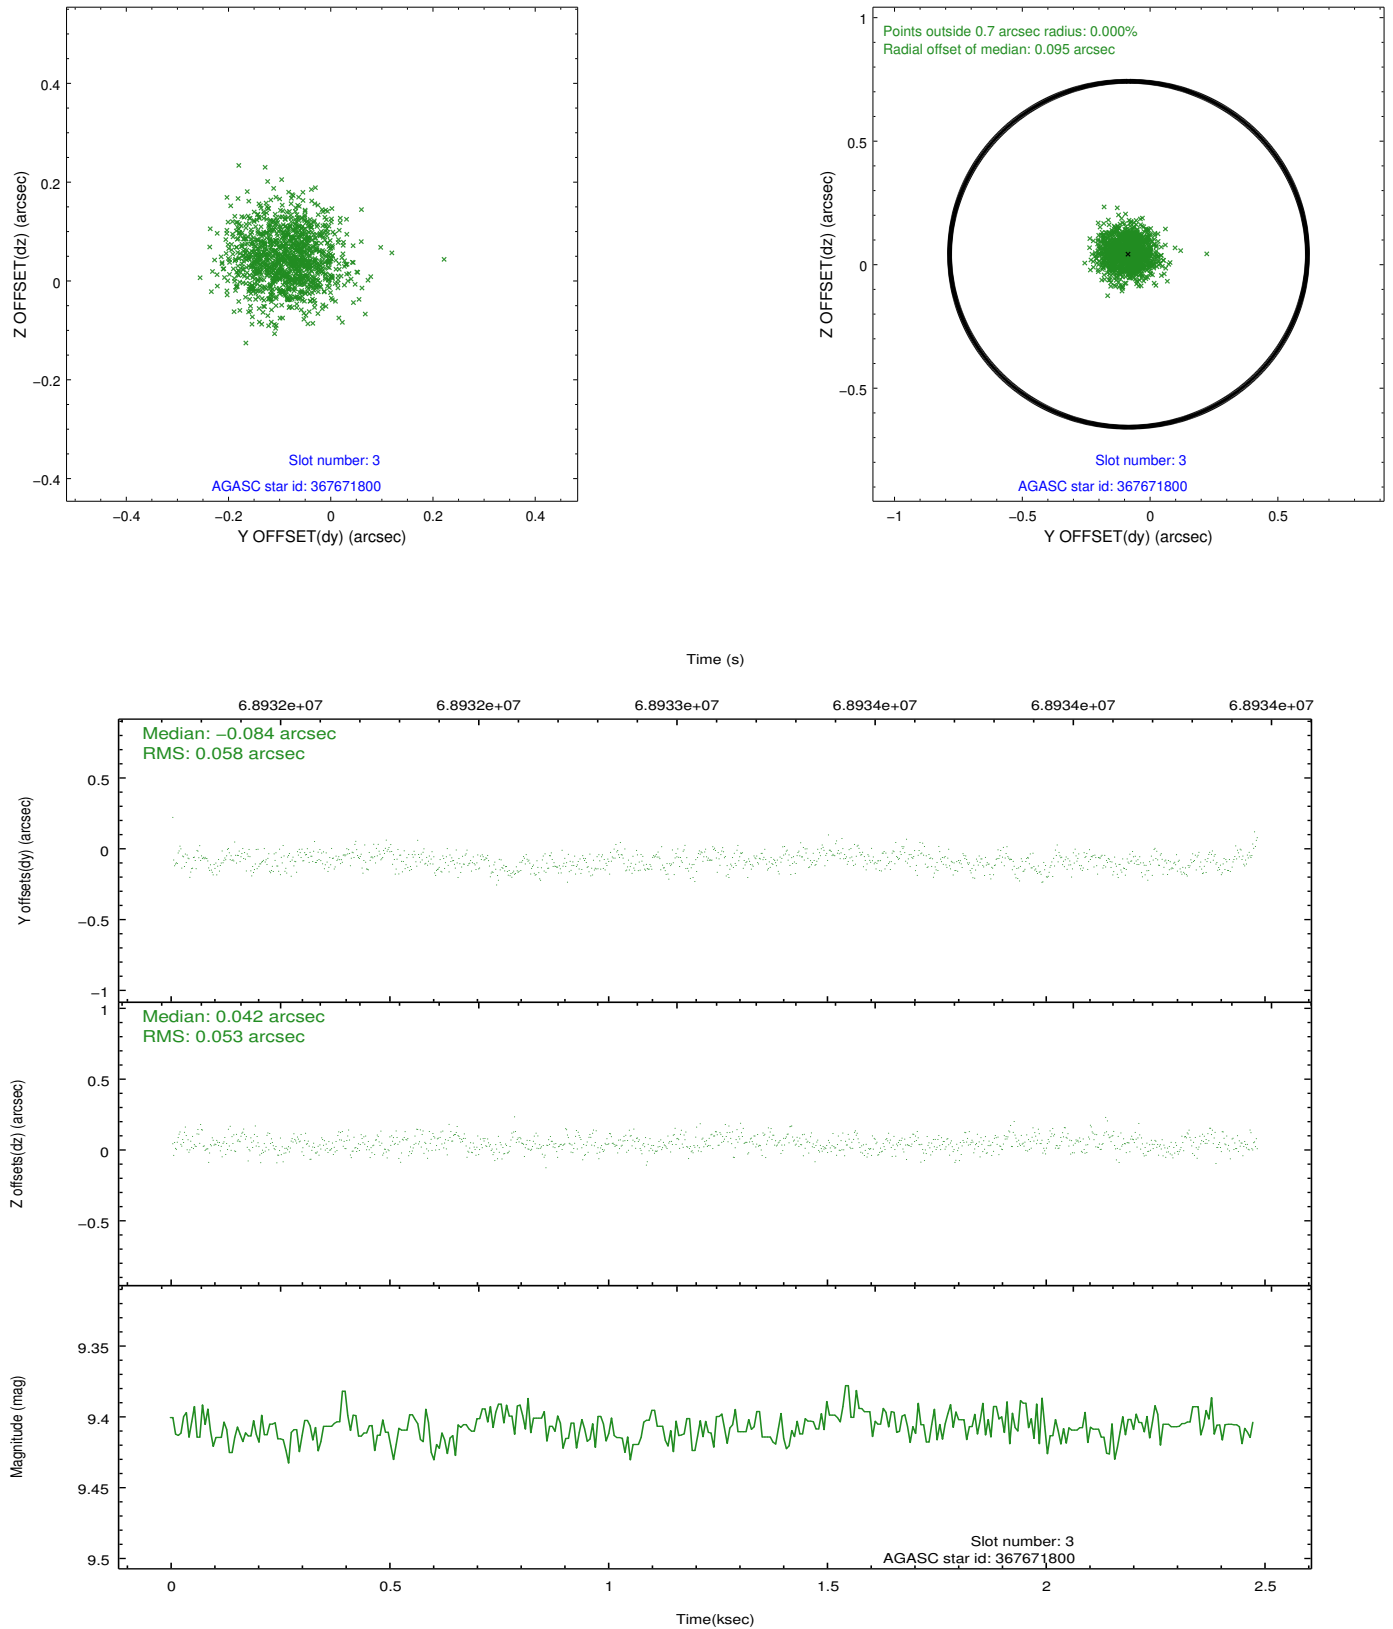 0.4
0.2
0
−0.2
−0.4
Z OFFSET(dz) (arcsec)
Slot number: 3
AGASC star id: 367671800
−0.4
−0.2
0
0.2
0.4
Y OFFSET(dy) (arcsec)
1
0.5
0
−0.5
Z OFFSET(dz) (arcsec)
Points outside 0.7 arcsec radius: 0.000%
Radial offset of median: 0.095 arcsec
Slot number: 3
AGASC star id: 367671800
−1
−0.5
0
0.5
Y OFFSET(dy) (arcsec)
Time (s)
6.8932e+07
6.8932e+07
6.8933e+07
6.8934e+07
6.8934e+07
6.8934e+07
Median: −0.084 arcsec
RMS: 0.058 arcsec
0.5
0
−0.5
−1
Y offsets(dy) (arcsec)
Median: 0.042 arcsec
RMS: 0.053 arcsec
1
0.5
0
−0.5
Z offsets(dz) (arcsec)
9.35
9.4
9.45
9.5
Magnitude (mag)
Slot number: 3
AGASC star id: 367671800
0
0.5
1
1.5
2
2.5
Time(ksec)